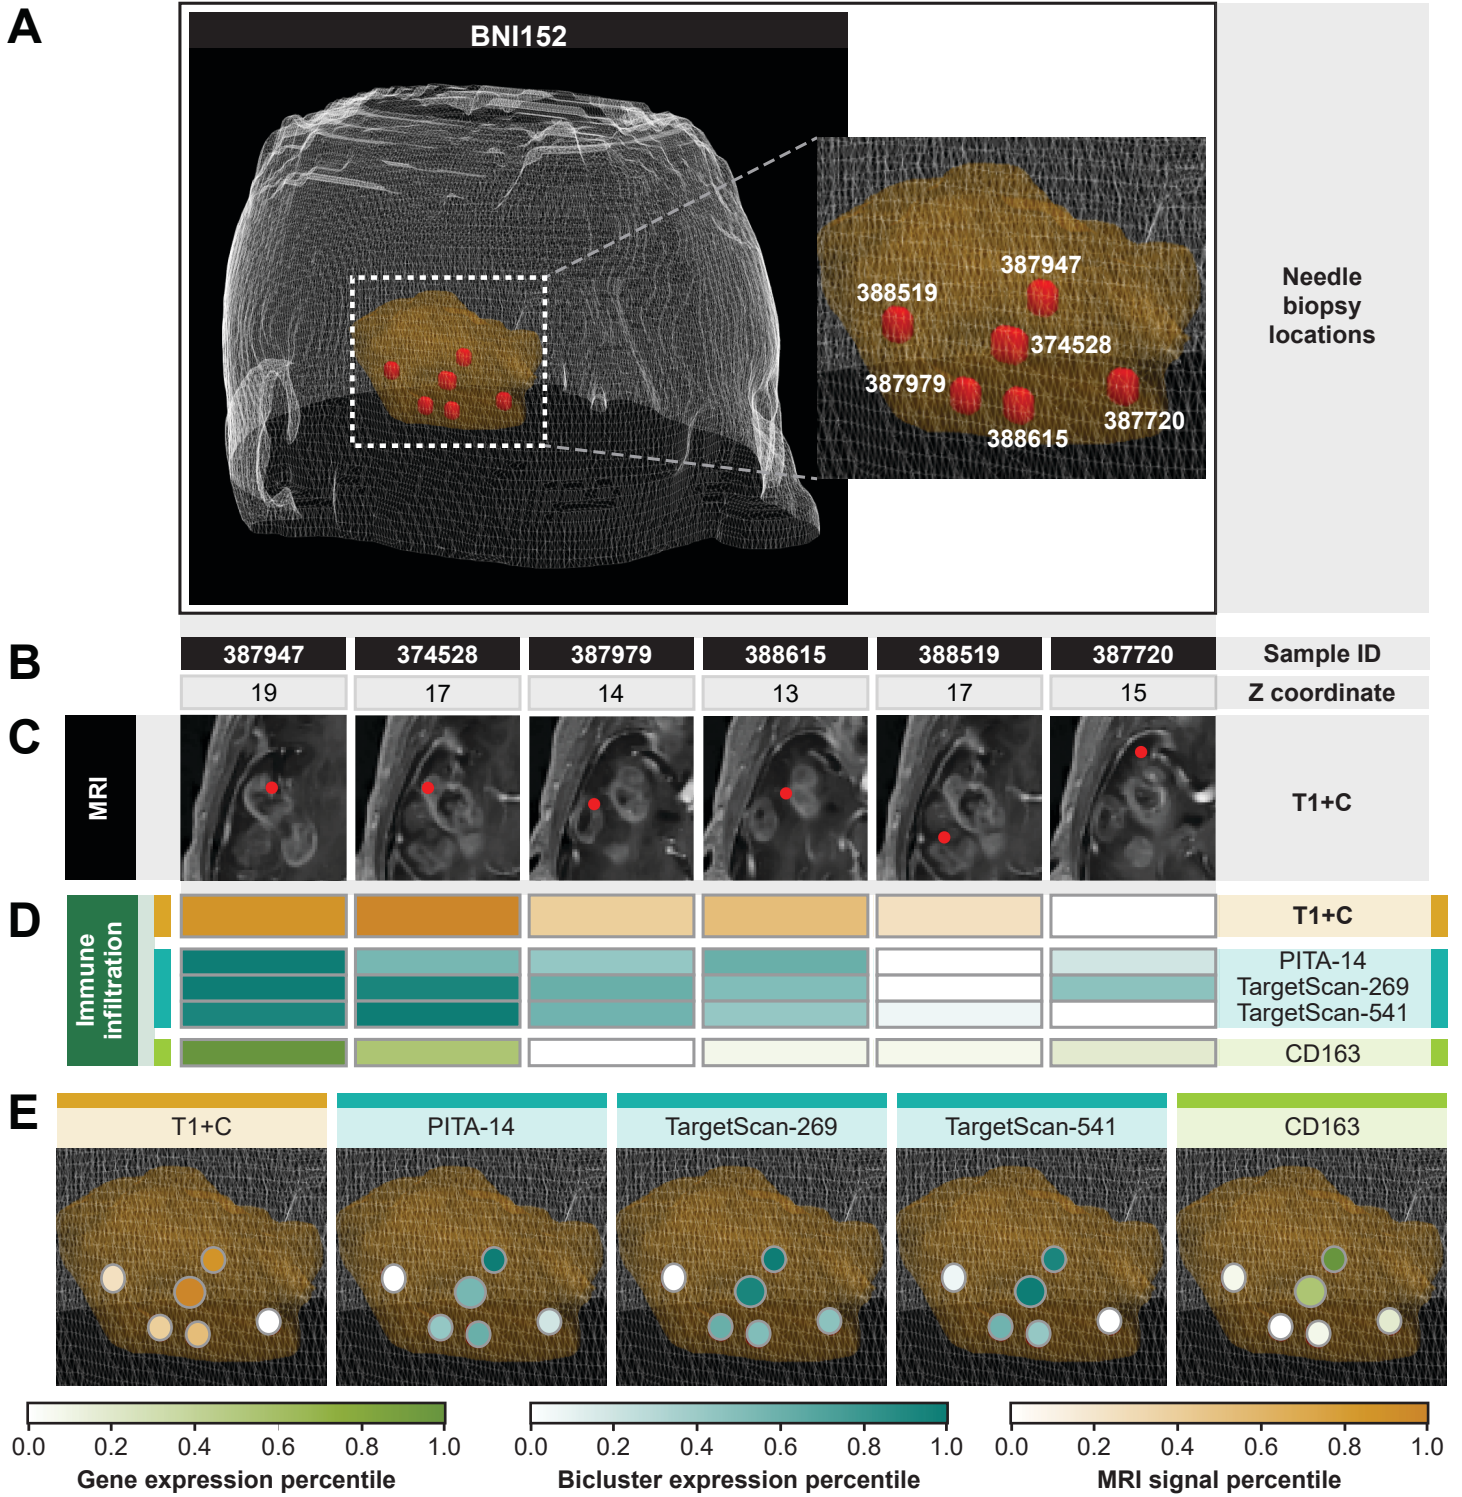 A
BNI152
387947
388519
374528
387979
387720
388615
Needle
biopsy
locations
B
387947 374528 387979 388615 388519 387720 Sample ID
19 17 14 13 17 15 Z coordinate
C
MRI
T1+C
D
Immune
infiltration
T1+C
PITA-14
TargetScan-269
TargetScan-541
CD163
E
T1+C PITA-14 TargetScan-269 TargetScan-541 CD163
0.0 0.2 0.4 0.6 0.8 1.0
Gene expression percentile
0.0 0.2 0.4 0.6 0.8 1.0
Bicluster expression percentile
0.0 0.2 0.4 0.6 0.8 1.0
MRI signal percentile